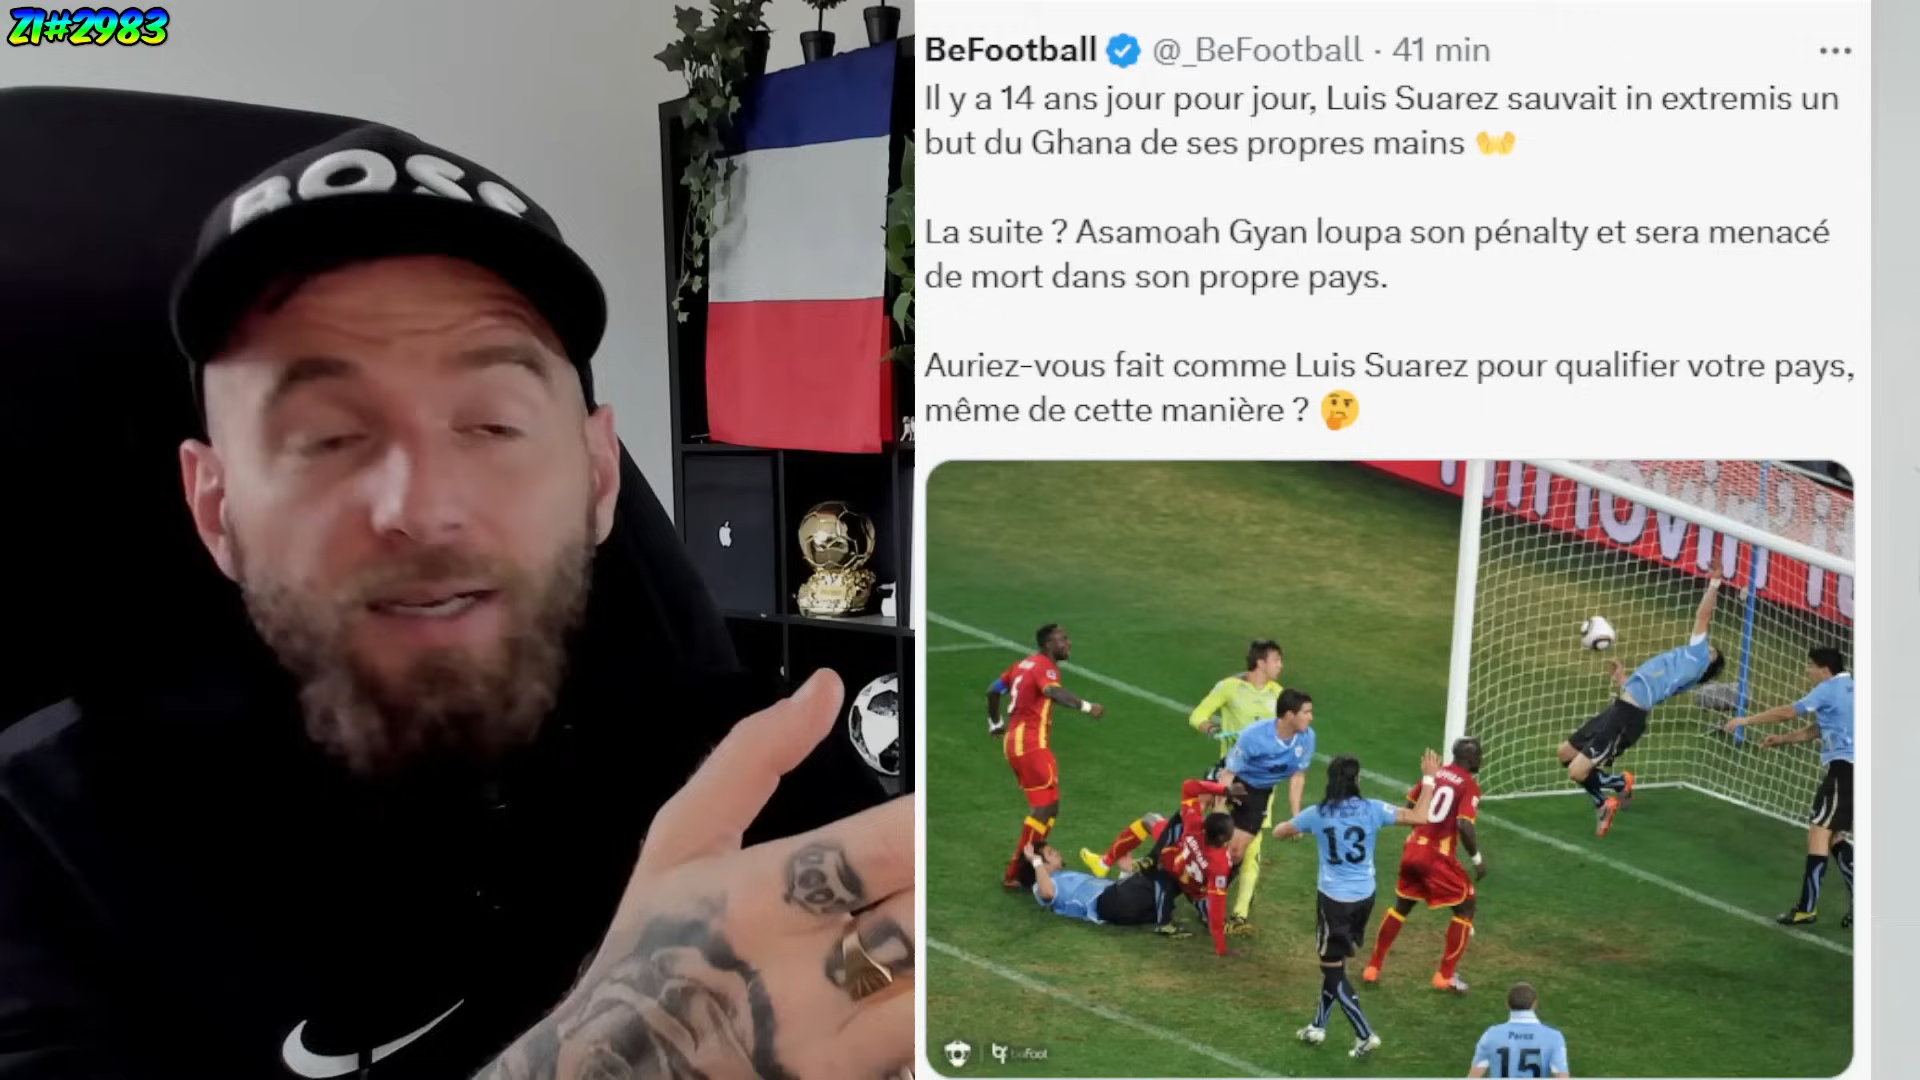 ZI#2983
BOSS
BeFootball @_BeFootball · 41 min
Il y a 14 ans jour pour jour, Luis Suarez sauvait in extremis un
but du Ghana de ses propres mains 👐
La suite ? Asamoah Gyan loupa son pénalty et sera menacé
de mort dans son propre pays.
Auriez-vous fait comme Luis Suarez pour qualifier votre pays,
même de cette manière ? 🤔
13
Perez
15